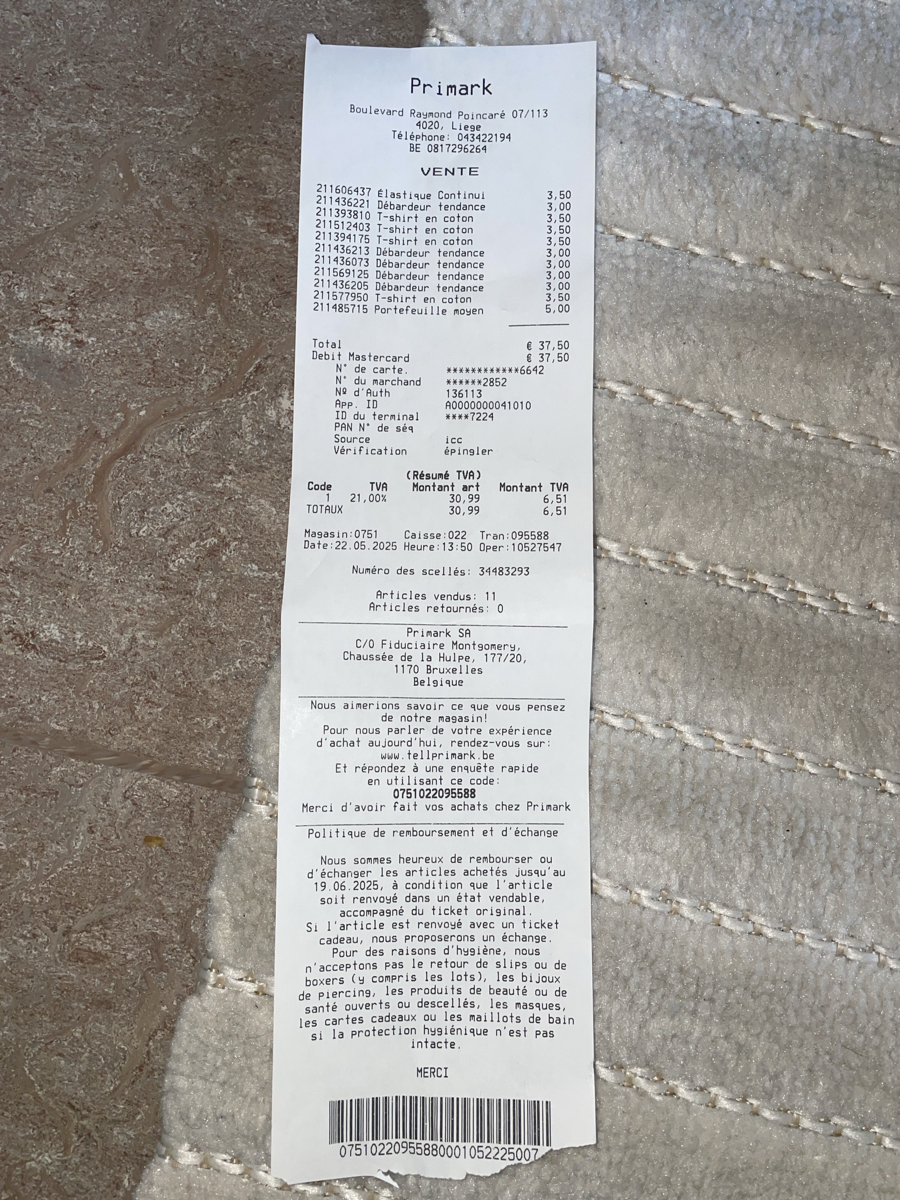 Primark
Boulevard Raymond Poincaré 07/113
4020, Liege
Téléphone: 043422194
BE 0817296264
VENTE
211606437 Élastique Continui 3,50
211436221 Débardeur tendance 3,00
211393810 T-shirt en coton 3,50
211512403 T-shirt en coton 3,50
211394175 T-shirt en coton 3,50
211436213 Débardeur tendance 3,00
211436073 Débardeur tendance 3,00
211569125 Débardeur tendance 3,00
211436205 Débardeur tendance 3,00
211577950 T-shirt en coton 3,50
211485715 Portefeuille moyen 5,00
Total € 37,50
Debit Mastercard € 37,50
N° de carte. ************6642
N° du marchand ******2852
Nº d'Auth 136113
App. ID A0000000041010
ID du terminal ****7224
PAN N° de séq
Source icc
Vérification épingler
(Résumé TVA)
Code TVA Montant art Montant TVA
1 21,00% 30,99 6,51
TOTAUX 30,99 6,51
Magasin:0751 Caisse:022 Tran:095588
Date:22.05.2025 Heure:13:50 Oper:10527547
Numéro des scellés: 34483293
Articles vendus: 11
Articles retournés: 0
Primark SA
C/O Fiduciaire Montgomery,
Chaussée de la Hulpe, 177/20,
1170 Bruxelles
Belgique
Nous aimerions savoir ce que vous pensez
de notre magasin!
Pour nous parler de votre expérience
d'achat aujourd'hui, rendez-vous sur:
www.tellprimark.be
Et répondez à une enquête rapide
en utilisant ce code:
0751022095588
Merci d'avoir fait vos achats chez Primark
Politique de remboursement et d'échange
Nous sommes heureux de rembourser ou
d'échanger les articles achetés jusqu'au
19.06.2025, à condition que l'article
soit renvoyé dans un état vendable,
accompagné du ticket original.
Si l'article est renvoyé avec un ticket
cadeau, nous proposerons un échange.
Pour des raisons d'hygiène, nous
n'acceptons pas le retour de slips ou de
boxers (y compris les lots), les bijoux
de piercing, les produits de beauté ou de
santé ouverts ou descellés, les masques,
les cartes cadeaux ou les maillots de bain
si la protection hygiénique n'est pas
intacte.
MERCI
07510220955880001052225007